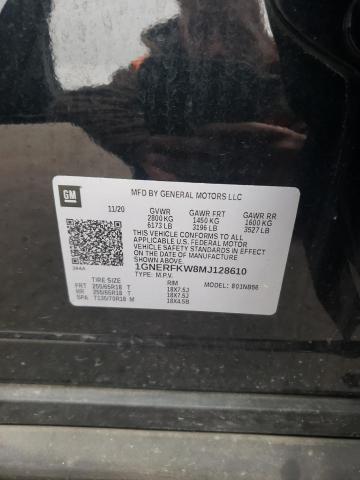 GM
MFD BY GENERAL MOTORS LLC
11/20 GVWR GAWR FRT GAWR RR
2800 KG 1450 KG 1600 KG
6173 LB 3196 LB 3527 LB
THIS VEHICLE CONFORMS TO ALL APPLICABLE
U.S. FEDERAL MOTOR VEHICLE
SAFETY STANDARDS IN EFFECT
ON THE DATE OF MANUFACTURE
SHOWN ABOVE.
1GNERFKW8MJ128610
TYPE: M.P.V.
TIRE SIZE RIM MODEL:
FRT 255/65R18 T 18X7.5J
RR 255/65R18 T 18X7.5J
SPA T135/70R18 M 18X4.5B